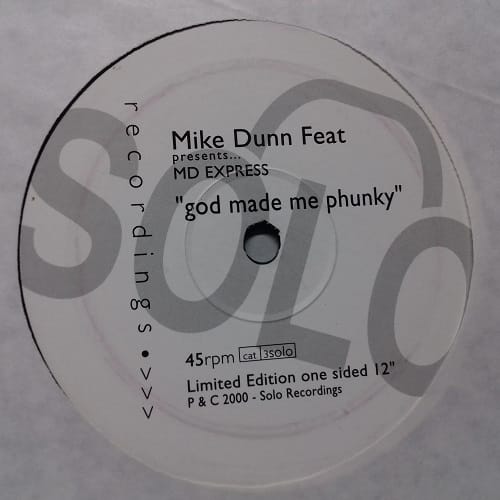 SOLO
recordings • >>>
Mike Dunn Feat
presents...
MD EXPRESS
"god made me phunky"
45rpm cat 3solo
Limited Edition one sided 12"
P & C 2000 - Solo Recordings